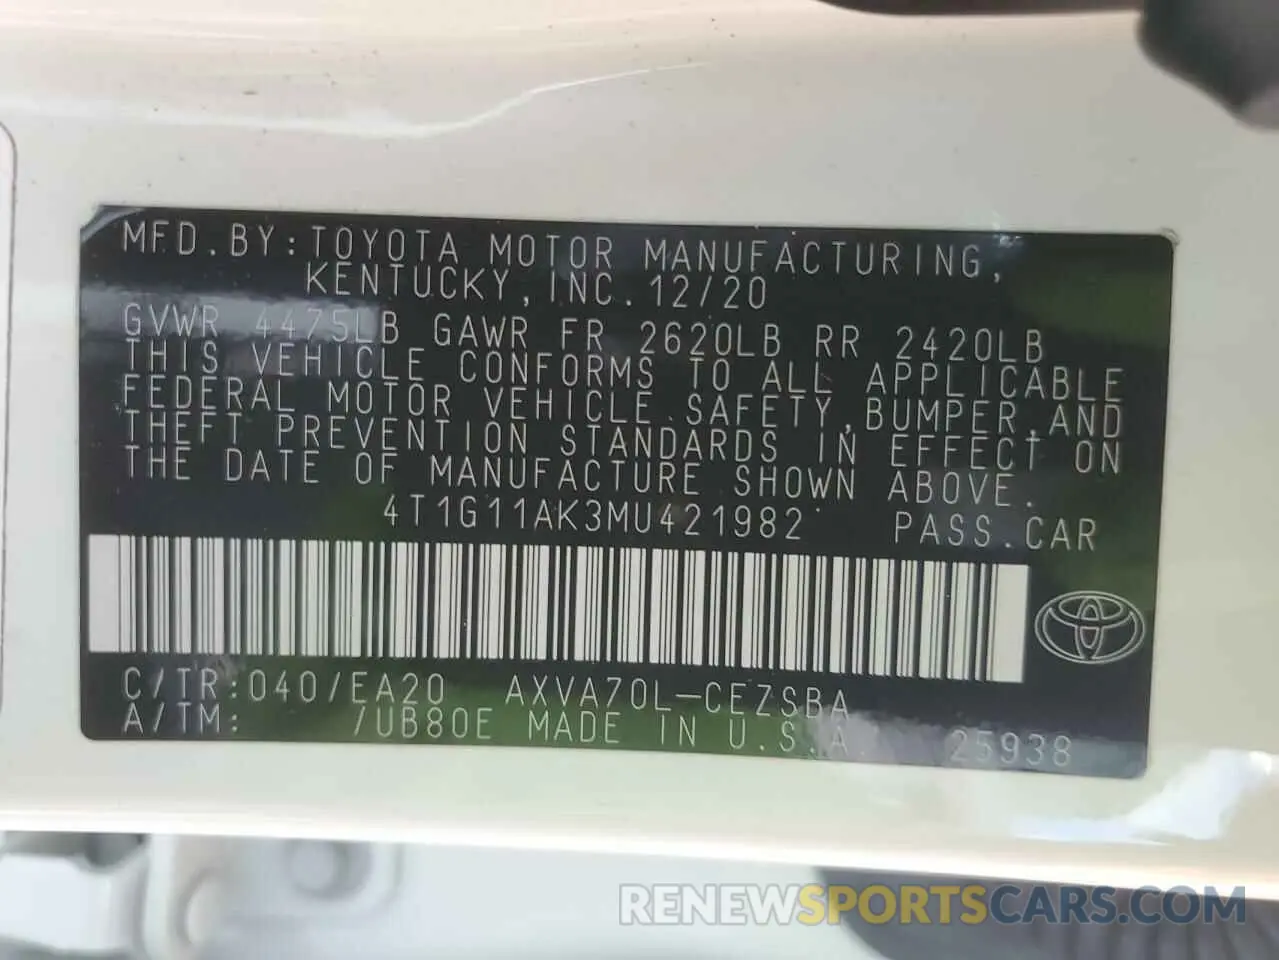 MFD.BY:TOYOTA MOTOR MANUFACTURING,
KENTUCKY,INC.12/20
GVWR 4475LB GAWR FR 2620LB RR 2420LB
THIS VEHICLE CONFORMS TO ALL APPLICABLE
FEDERAL MOTOR VEHICLE SAFETY,BUMPER,AND
THEFT PREVENTION STANDARDS IN EFFECT ON
THE DATE OF MANUFACTURE SHOWN ABOVE.
4T1G11AK3MU421982 PASS.CAR
C/TR:040/EA20 AXVA70L-CEZSBA
A/TM: /UB80E MADE IN U.S.A. 25938
RENEWSPORTSCARS.COM